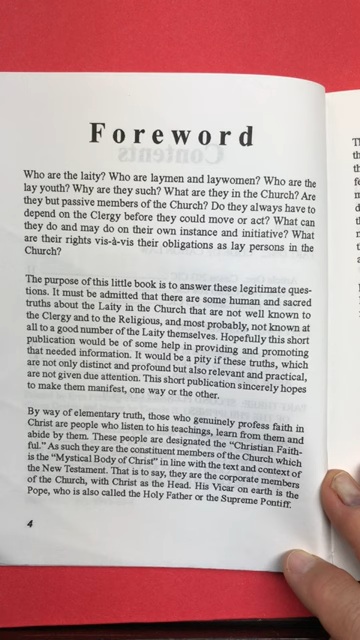 Foreword
Who are the laity? Who are laymen and laywomen? Who are the
lay youth? Why are they such? What are they in the Church? Are
they but passive members of the Church? Do they always have to
depend on the Clergy before they could move or act? What can
they do and may do on their own instance and initiative? What
are their rights vis-à-vis their obligations as lay persons in the
Church?
The purpose of this little book is to answer these legitimate ques-
tions. It must be admitted that there are some human and sacred
truths about the Laity in the Church that are not well known to
the Clergy and to the Religious, and most probably, not known at
all to a good number of the Laity themselves. Hopefully this short
publication would be of some help in providing and promoting
that needed information. It would be a pity if these truths, which
are not only distinct and profound but also relevant and practical,
are not given due attention. This short publication sincerely hopes
to make them manifest, one way or the other.
By way of elementary truth, those who genuinely profess faith in
Christ are people who listen to his teachings, learn from them and
abide by them. These people are designated the "Christian Faith-
ful." As such they are the constituent members of the Church which
is the "Mystical Body of Christ" in line with the text and context of
the New Testament. That is to say, they are the corporate members
of the Church, with Christ as the Head. His Vicar on earth is the
Pope, who is also called the Holy Father or the Supreme Pontiff.
4